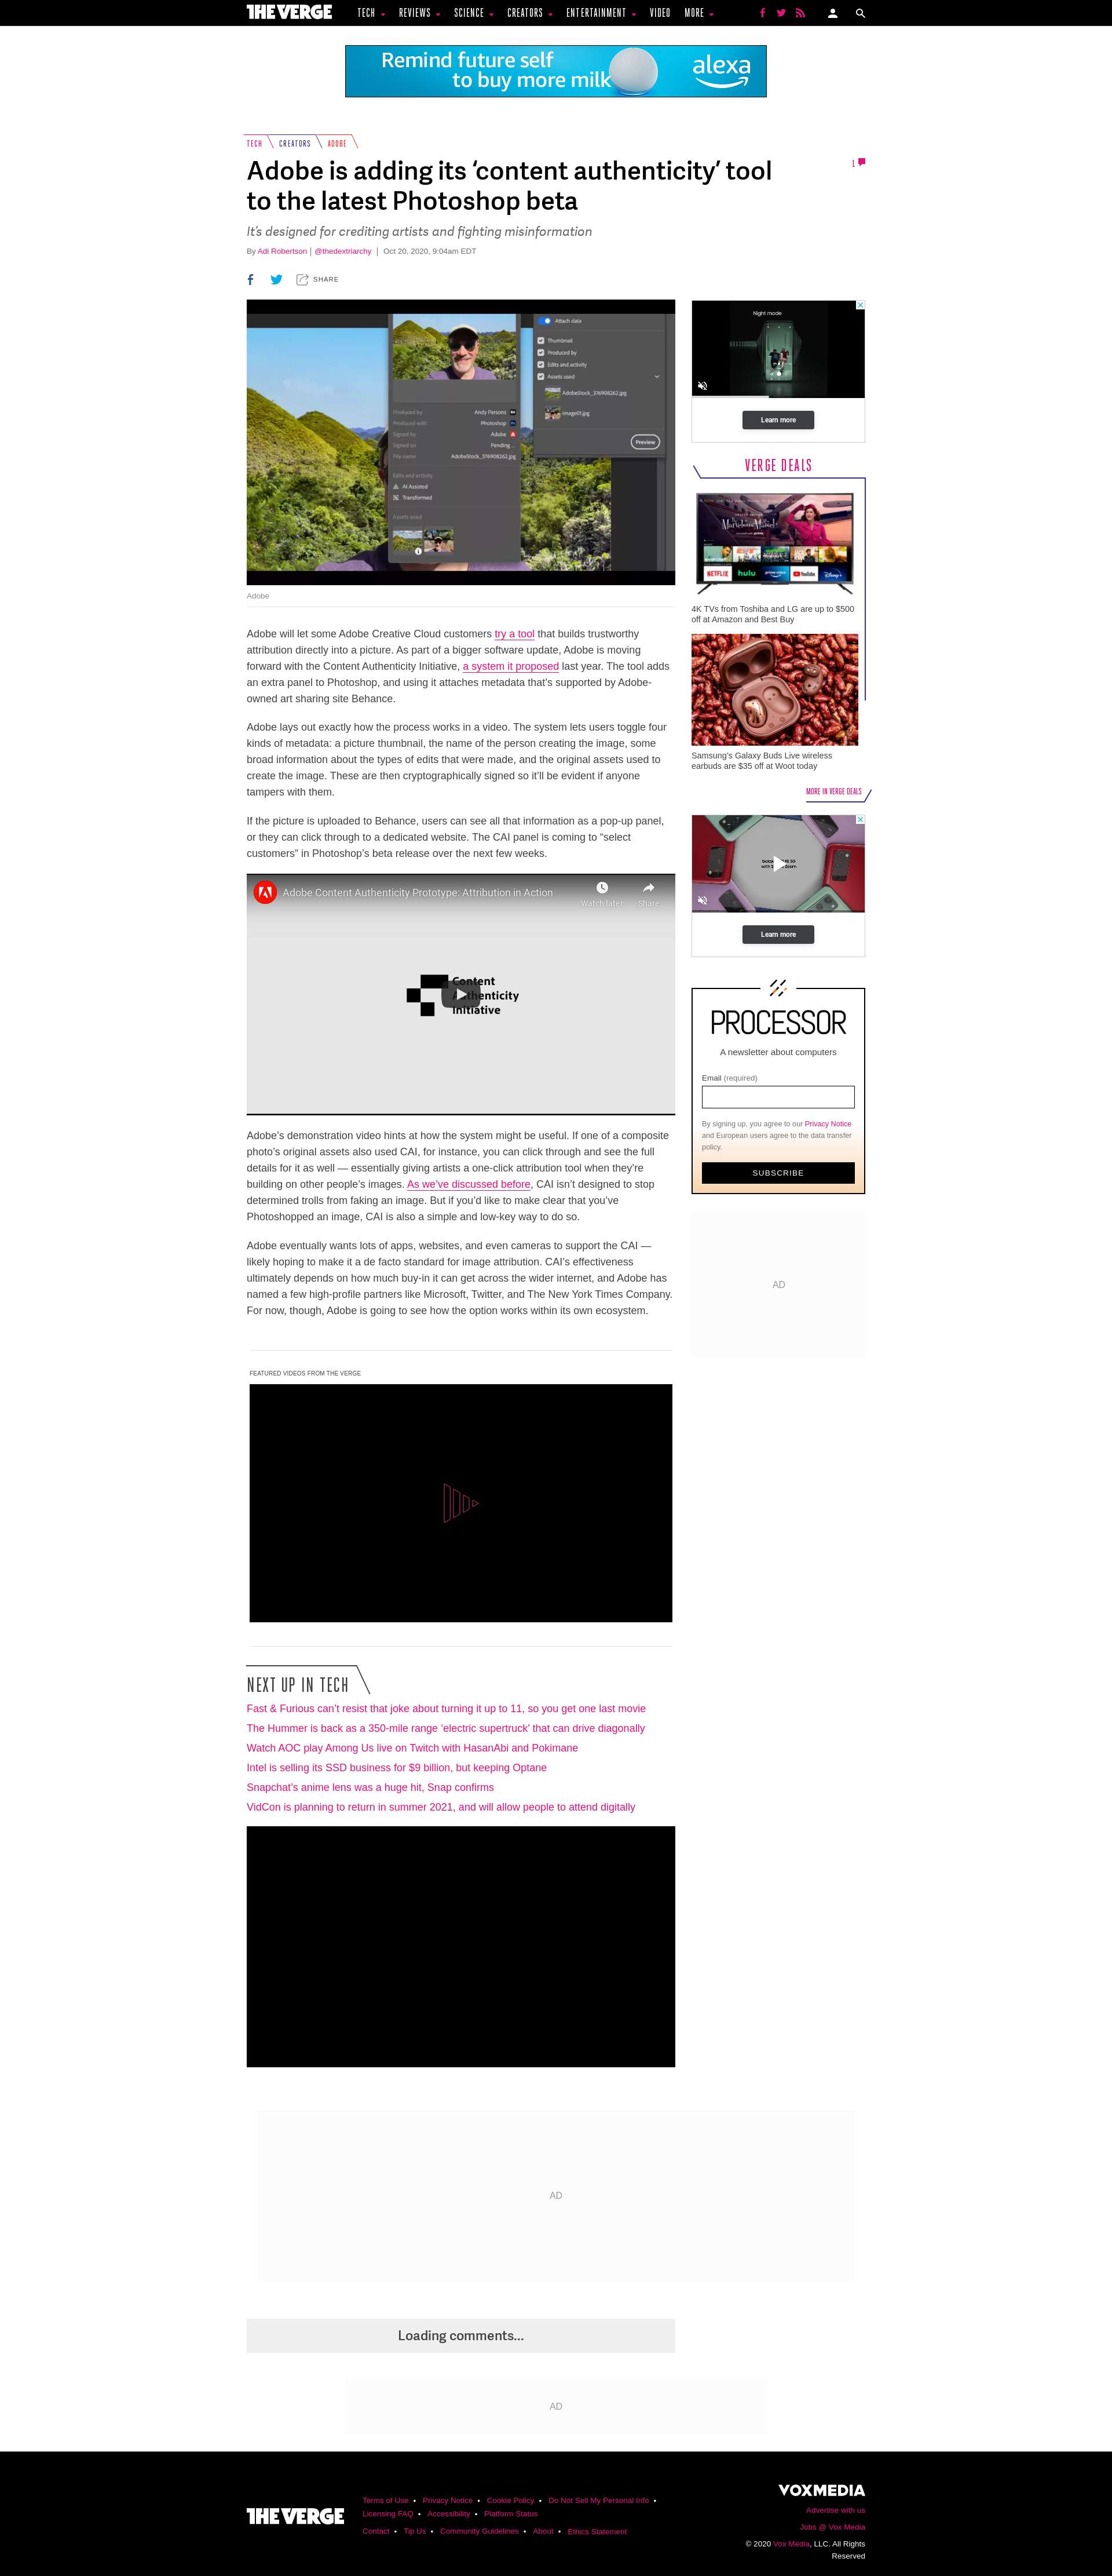 THE VERGE
TECH
REVIEWS
SCIENCE
CREATORS
ENTERTAINMENT
VIDEO
MORE
Remind future self
to buy more milk
alexa
TECH
CREATORS
ADOBE
Adobe is adding its ‘content authenticity’ tool
to the latest Photoshop beta
1
It’s designed for crediting artists and fighting misinformation
By Adi Robertson | @thedextriarchy | Oct 20, 2020, 9:04am EDT
SHARE
Attach data
Thumbnail
Produced by
Edits and activity
Assets used
AdobeStock_376908262.jpg
image01.jpg
Preview
Produced by Andy Persons
Produced with Photoshop
Signed by Adobe
Signed on Pending...
File name AdobeStock_376908262.jpg
Edits and activity
AI Assisted
Transformed
Assets used
Adobe
Adobe will let some Adobe Creative Cloud customers try a tool that builds trustworthy
attribution directly into a picture. As part of a bigger software update, Adobe is moving
forward with the Content Authenticity Initiative, a system it proposed last year. The tool adds
an extra panel to Photoshop, and using it attaches metadata that’s supported by Adobe-
owned art sharing site Behance.
Adobe lays out exactly how the process works in a video. The system lets users toggle four
kinds of metadata: a picture thumbnail, the name of the person creating the image, some
broad information about the types of edits that were made, and the original assets used to
create the image. These are then cryptographically signed so it’ll be evident if anyone
tampers with them.
If the picture is uploaded to Behance, users can see all that information as a pop-up panel,
or they can click through to a dedicated website. The CAI panel is coming to “select
customers” in Photoshop’s beta release over the next few weeks.
Adobe Content Authenticity Prototype: Attribution in Action
Watch later
Share
Content
Authenticity
Initiative
Adobe’s demonstration video hints at how the system might be useful. If one of a composite
photo’s original assets also used CAI, for instance, you can click through and see the full
details for it as well — essentially giving artists a one-click attribution tool when they’re
building on other people’s images. As we’ve discussed before, CAI isn’t designed to stop
determined trolls from faking an image. But if you’d like to make clear that you’ve
Photoshopped an image, CAI is also a simple and low-key way to do so.
Adobe eventually wants lots of apps, websites, and even cameras to support the CAI —
likely hoping to make it a de facto standard for image attribution. CAI’s effectiveness
ultimately depends on how much buy-in it can get across the wider internet, and Adobe has
named a few high-profile partners like Microsoft, Twitter, and The New York Times Company.
For now, though, Adobe is going to see how the option works within its own ecosystem.
Night mode
Learn more
VERGE DEALS
Marvelous Mrs. Maisel
NETFLIX
hulu
prime video
YouTube
Disney+
4K TVs from Toshiba and LG are up to $500
off at Amazon and Best Buy
Samsung’s Galaxy Buds Live wireless
earbuds are $35 off at Woot today
MORE IN VERGE DEALS
Learn more
PROCESSOR
A newsletter about computers
Email (required)
By signing up, you agree to our Privacy Notice
and European users agree to the data transfer
policy.
SUBSCRIBE
AD
FEATURED VIDEOS FROM THE VERGE
NEXT UP IN TECH
Fast & Furious can’t resist that joke about turning it up to 11, so you get one last movie
The Hummer is back as a 350-mile range ‘electric supertruck’ that can drive diagonally
Watch AOC play Among Us live on Twitch with HasanAbi and Pokimane
Intel is selling its SSD business for $9 billion, but keeping Optane
Snapchat’s anime lens was a huge hit, Snap confirms
VidCon is planning to return in summer 2021, and will allow people to attend digitally
AD
Loading comments...
AD
THE VERGE
Terms of Use • Privacy Notice • Cookie Policy • Do Not Sell My Personal Info •
Licensing FAQ • Accessibility • Platform Status
Contact • Tip Us • Community Guidelines • About • Ethics Statement
VOXMEDIA
Advertise with us
Jobs @ Vox Media
© 2020 Vox Media, LLC. All Rights
Reserved